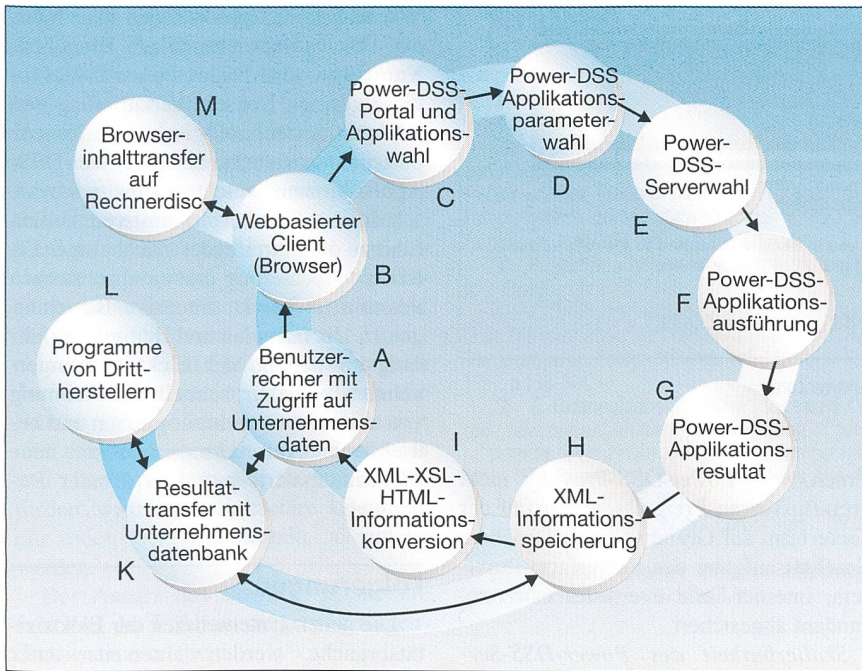 M
Browser-
inhalttransfer
auf
Rechnerdisc
Power-DSS-
Portal und
Applikations-
wahl
C
Power-DSS
Applikations-
parameter-
wahl
D
Power-
DSS-
Serverwahl
E
Webbasierter
Client
(Browser)
B
L
Programme
von Dritt-
herstellern
Benutzer-
rechner mit
Zugriff auf
Unternehmens-
daten
A
F
Power-DSS-
Applikations-
ausführung
G
Power-DSS-
Applikations-
resultat
H
XML-
Informations-
speicherung
I
XML-XSL-
HTML-
Informations-
konversion
Resultat-
transfer mit
Unternehmens-
datenbank
K